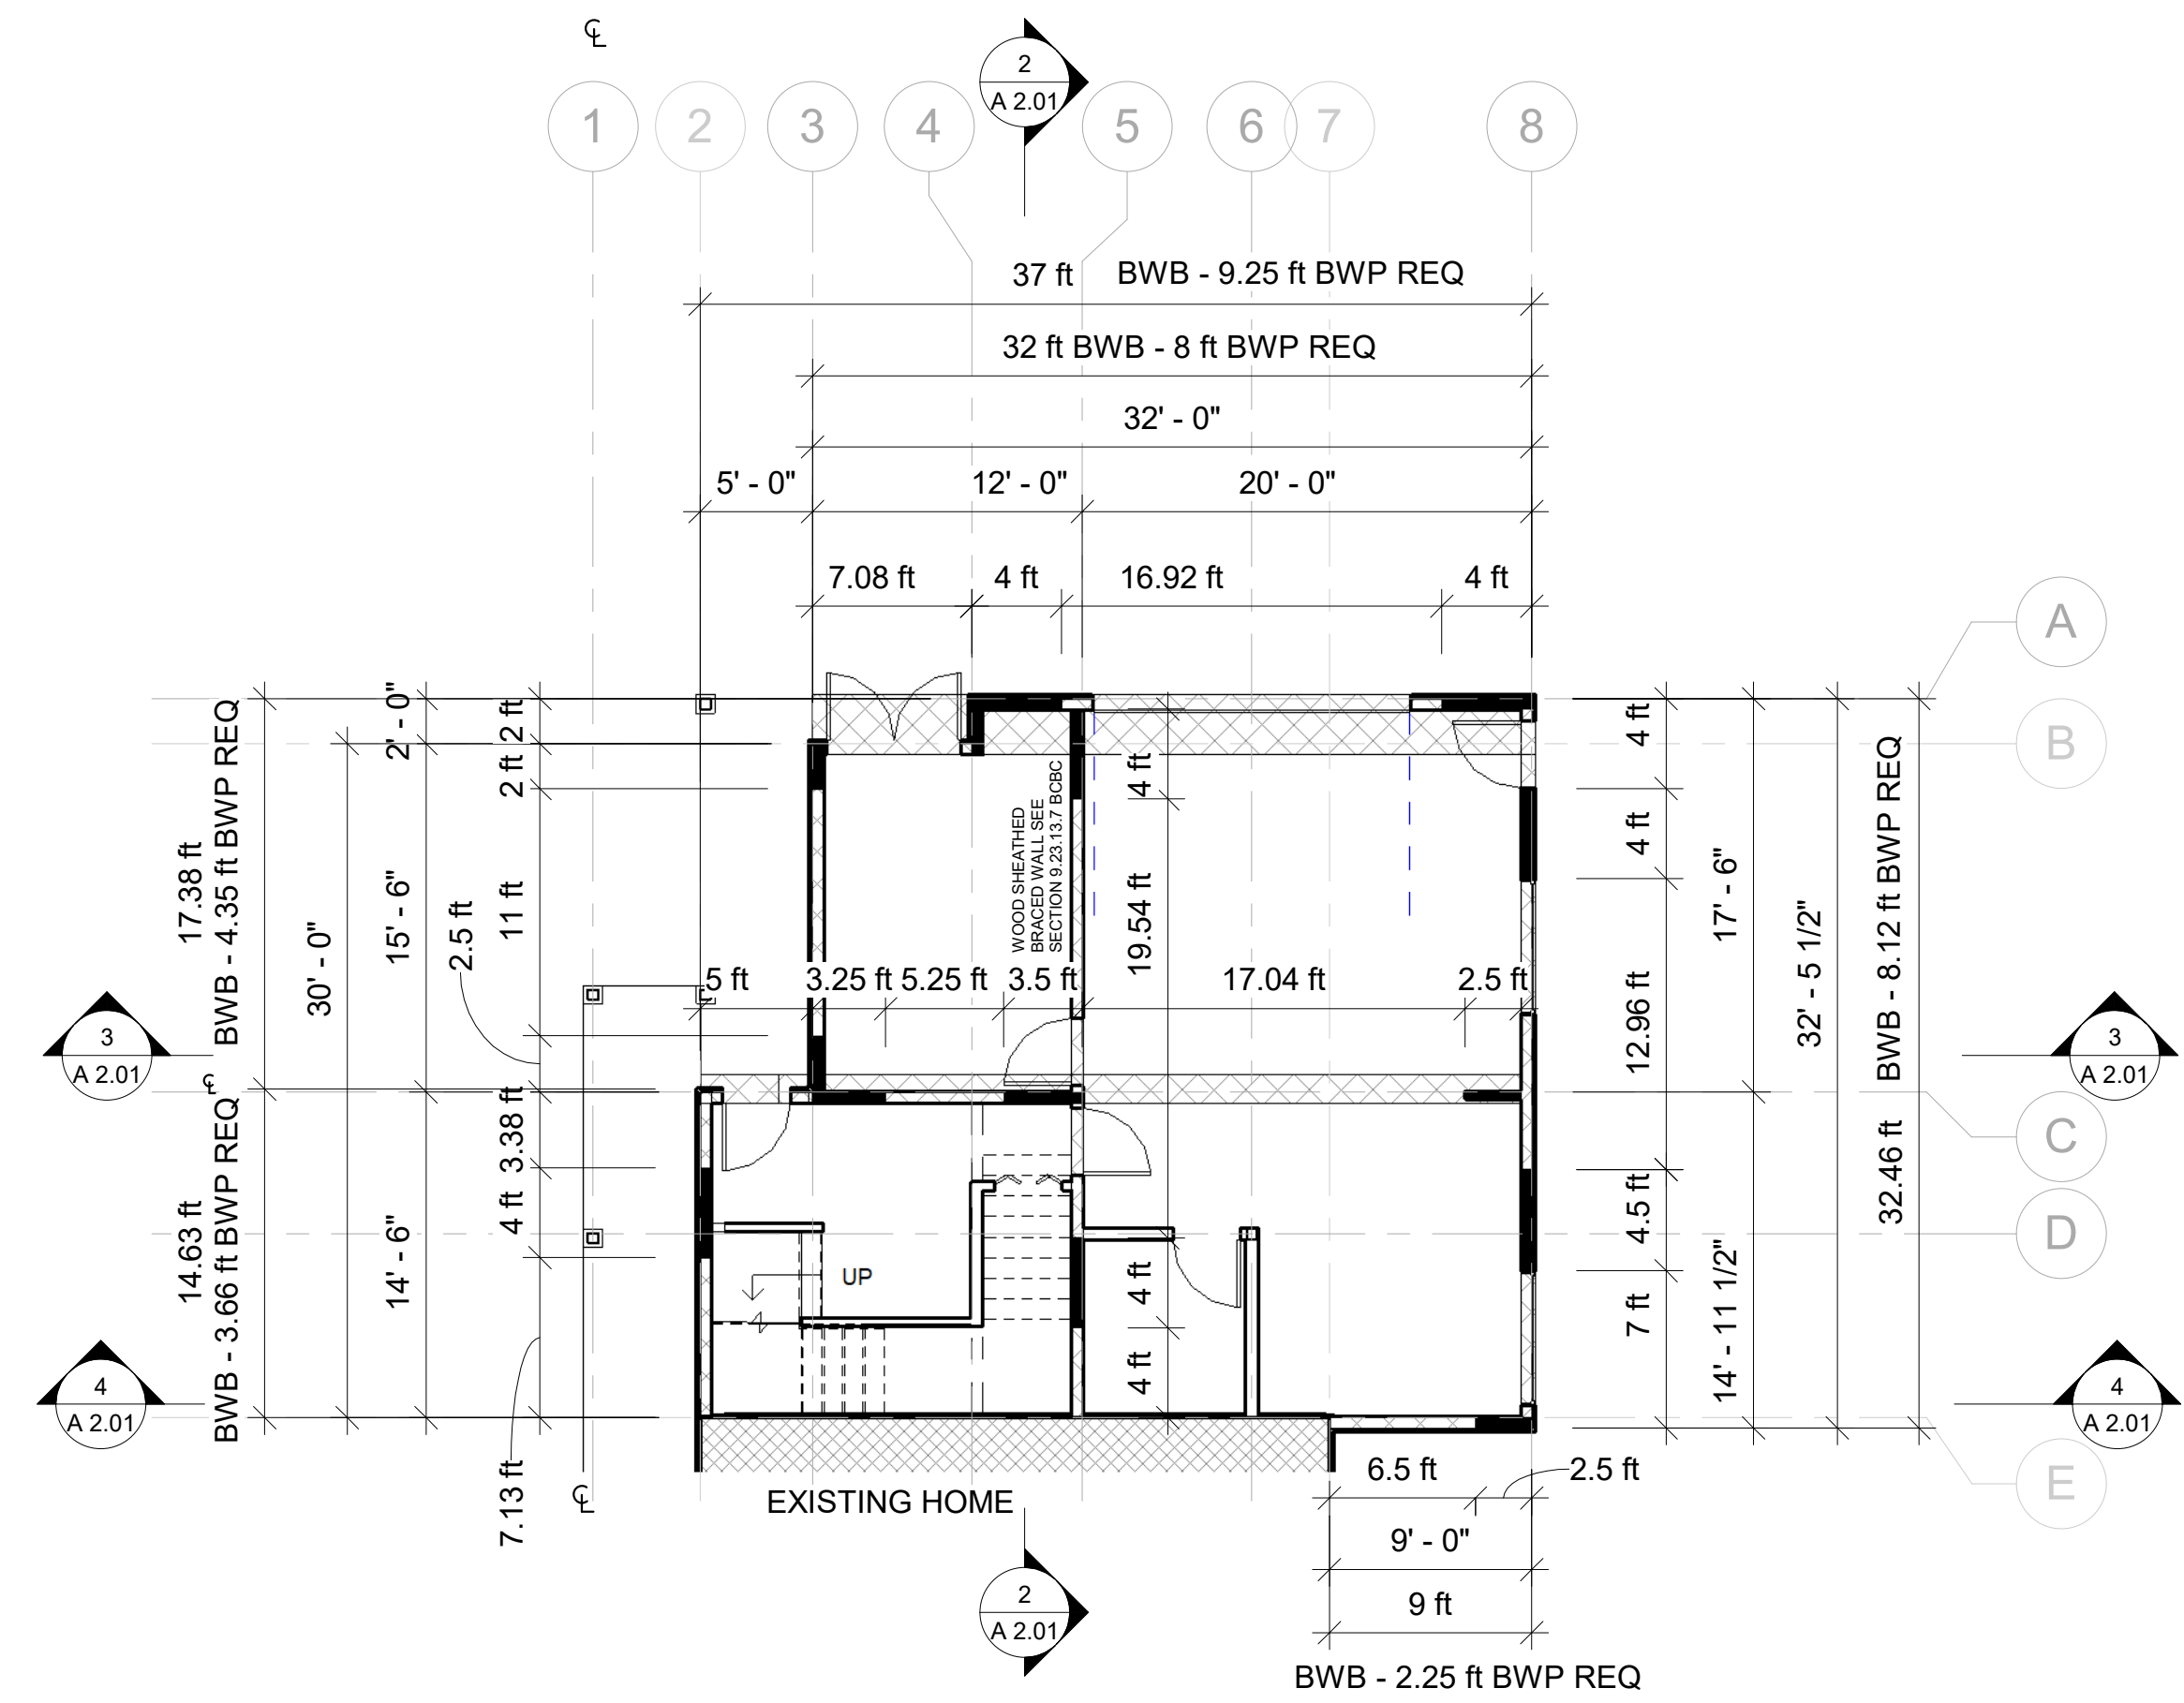 ℄
2
A 2.01
1
2
3
4
5
6
7
8
37 ft
BWB - 9.25 ft BWP REQ
32 ft BWB - 8 ft BWP REQ
32' - 0"
5' - 0"
12' - 0"
20' - 0"
7.08 ft
4 ft
16.92 ft
4 ft
A
B
C
D
E
17.38 ft
BWB - 4.35 ft BWP REQ
30' - 0"
2' - 0"
15' - 6"
2 ft
2 ft
11 ft
2.5 ft
WOOD SHEATHED
BRACED WALL SEE
SECTION 9.23.13.7 BCBC
4 ft
19.54 ft
5 ft
3.25 ft
5.25 ft
3.5 ft
17.04 ft
2.5 ft
4 ft
4 ft
12.96 ft
17' - 6"
32' - 5 1/2"
BWB - 8.12 ft BWP REQ
32.46 ft
3
A 2.01
3
A 2.01
℄
14.63 ft
BWB - 3.66 ft BWP REQ
14' - 6"
3.38 ft
4 ft
7.13 ft
UP
4 ft
4 ft
4.5 ft
7 ft
14' - 11 1/2"
4
A 2.01
4
A 2.01
℄
EXISTING HOME
6.5 ft
2.5 ft
9' - 0"
9 ft
2
A 2.01
BWB - 2.25 ft BWP REQ